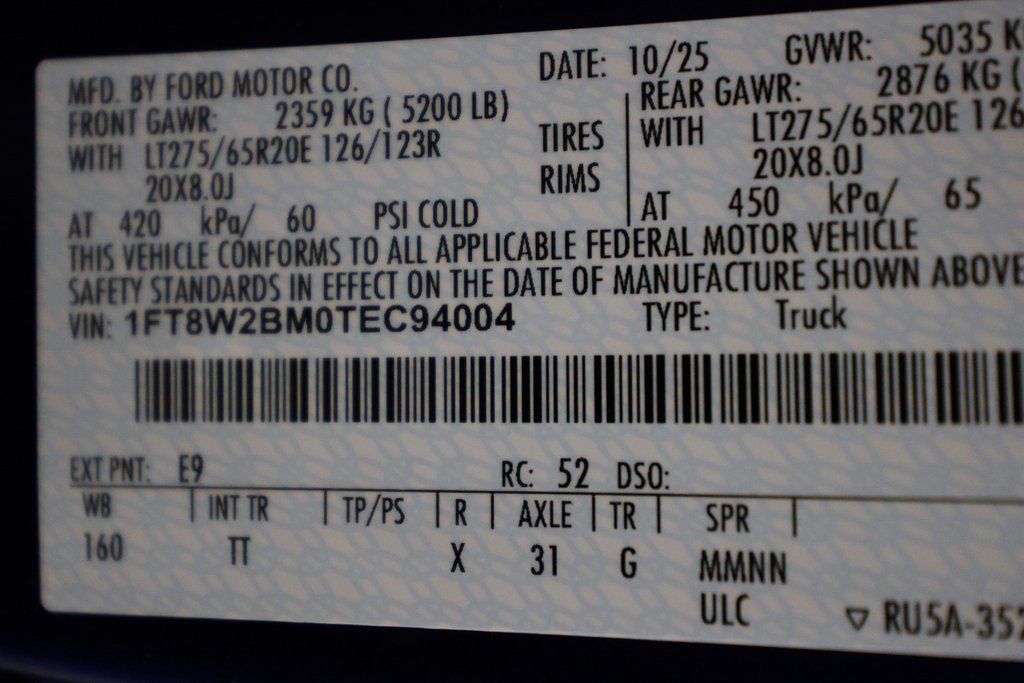 MFD. BY FORD MOTOR CO. DATE: 10/25 GVWR: 5035 K
FRONT GAWR: 2359 KG ( 5200 LB) REAR GAWR: 2876 KG (
WITH LT275/65R20E 126/123R TIRES WITH LT275/65R20E 126
20X8.0J RIMS 20X8.0J
AT 420 kPa/ 60 PSI COLD AT 450 kPa/ 65
THIS VEHICLE CONFORMS TO ALL APPLICABLE FEDERAL MOTOR VEHICLE
SAFETY STANDARDS IN EFFECT ON THE DATE OF MANUFACTURE SHOWN ABOVE
VIN: 1FT8W2BM0TEC94004 TYPE: Truck
EXT PNT: E9 RC: 52 DSO:
WB INT TR TP/PS R AXLE TR SPR
160 TT X 31 G MMNN
ULC
▽ RU5A-352